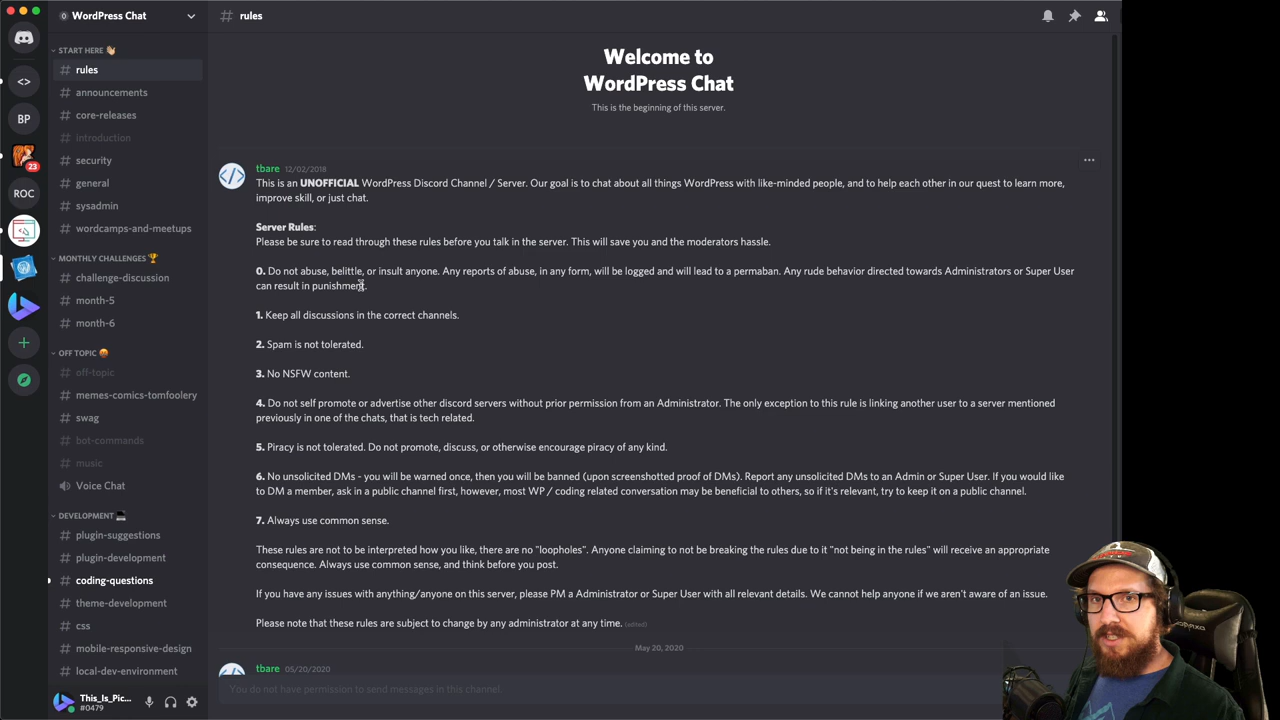 WordPress Chat
rules
START HERE 👋🏼
rules
announcements
core-releases
introduction
security
general
sysadmin
wordcamps-and-meetups
MONTHLY CHALLENGES 🏆
challenge-discussion
month-5
month-6
OFF TOPIC
off-topic
memes-comics-tomfoolery
swag
bot-commands
music
Voice Chat
DEVELOPMENT
plugin-suggestions
plugin-development
coding-questions
theme-development
css
mobile-responsive-design
local-dev-environment
This_Is_Pic...
#0479
BP
23
ROC
Welcome to
WordPress Chat
This is the beginning of this server.
tbare 12/02/2018
This is an UNOFFICIAL WordPress Discord Channel / Server. Our goal is to chat about all things WordPress with like-minded people, and to help each other in our quest to learn more,
improve skill, or just chat.
Server Rules:
Please be sure to read through these rules before you talk in the server. This will save you and the moderators hassle.
0. Do not abuse, belittle, or insult anyone. Any reports of abuse, in any form, will be logged and will lead to a permaban. Any rude behavior directed towards Administrators or Super User
can result in punishment.
1. Keep all discussions in the correct channels.
2. Spam is not tolerated.
3. No NSFW content.
4. Do not self promote or advertise other discord servers without prior permission from an Administrator. The only exception to this rule is linking another user to a server mentioned
previously in one of the chats, that is tech related.
5. Piracy is not tolerated. Do not promote, discuss, or otherwise encourage piracy of any kind.
6. No unsolicited DMs - you will be warned once, then you will be banned (upon screenshotted proof of DMs). Report any unsolicited DMs to an Admin or Super User. If you would like
to DM a member, ask in a public channel first, however, most WP / coding related conversation may be beneficial to others, so if it's relevant, try to keep it on a public channel.
7. Always use common sense.
These rules are not to be interpreted how you like, there are no "loopholes". Anyone claiming to not be breaking the rules due to it "not being in the rules" will receive an appropriate
consequence. Always use common sense, and think before you post.
If you have any issues with anything/anyone on this server, please PM a Administrator or Super User with all relevant details. We cannot help anyone if we aren't aware of an issue.
Please note that these rules are subject to change by any administrator at any time. (edited)
May 20, 2020
tbare 05/20/2020
You do not have permission to send messages in this channel.